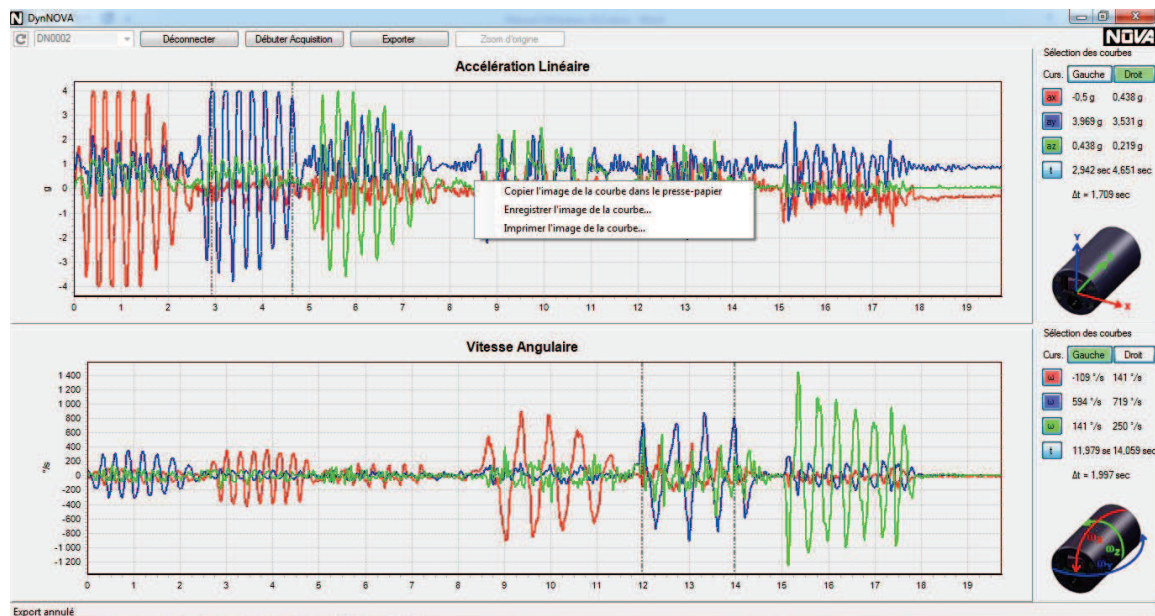 DynNOVA
DN0002 Déconnecter Débuter Acquisition Exporter Zoom d'origine
NOVA
Accélération Linéaire
4
3
2
1
0
-1
-2
-3
-4
g
0 1 2 3 4 5 6 7 8 9 10 11 12 13 14 15 16 17 18 19
Copier l'image de la courbe dans le presse-papier
Enregistrer l'image de la courbe...
Imprimer l'image de la courbe...
Sélection des courbes
Curs. Gauche Droit
ax -0,5 g 0,438 g
ay 3,969 g 3,531 g
az 0,438 g 0,219 g
t 2,942 sec 4,651 sec
Δt = 1,709 sec
Y
X
Vitesse Angulaire
1 400
1 200
1 000
800
600
400
200
0
-200
-400
-600
-800
-1 000
-1 200
°/s
0 1 2 3 4 5 6 7 8 9 10 11 12 13 14 15 16 17 18 19
Sélection des courbes
Curs. Gauche Droit
ω -109 °/s 141 °/s
ω 594 °/s 719 °/s
ω 141 °/s 250 °/s
t 11,979 se 14,059 sec
Δt = 1,997 sec
ωz
ωY
Export annulé